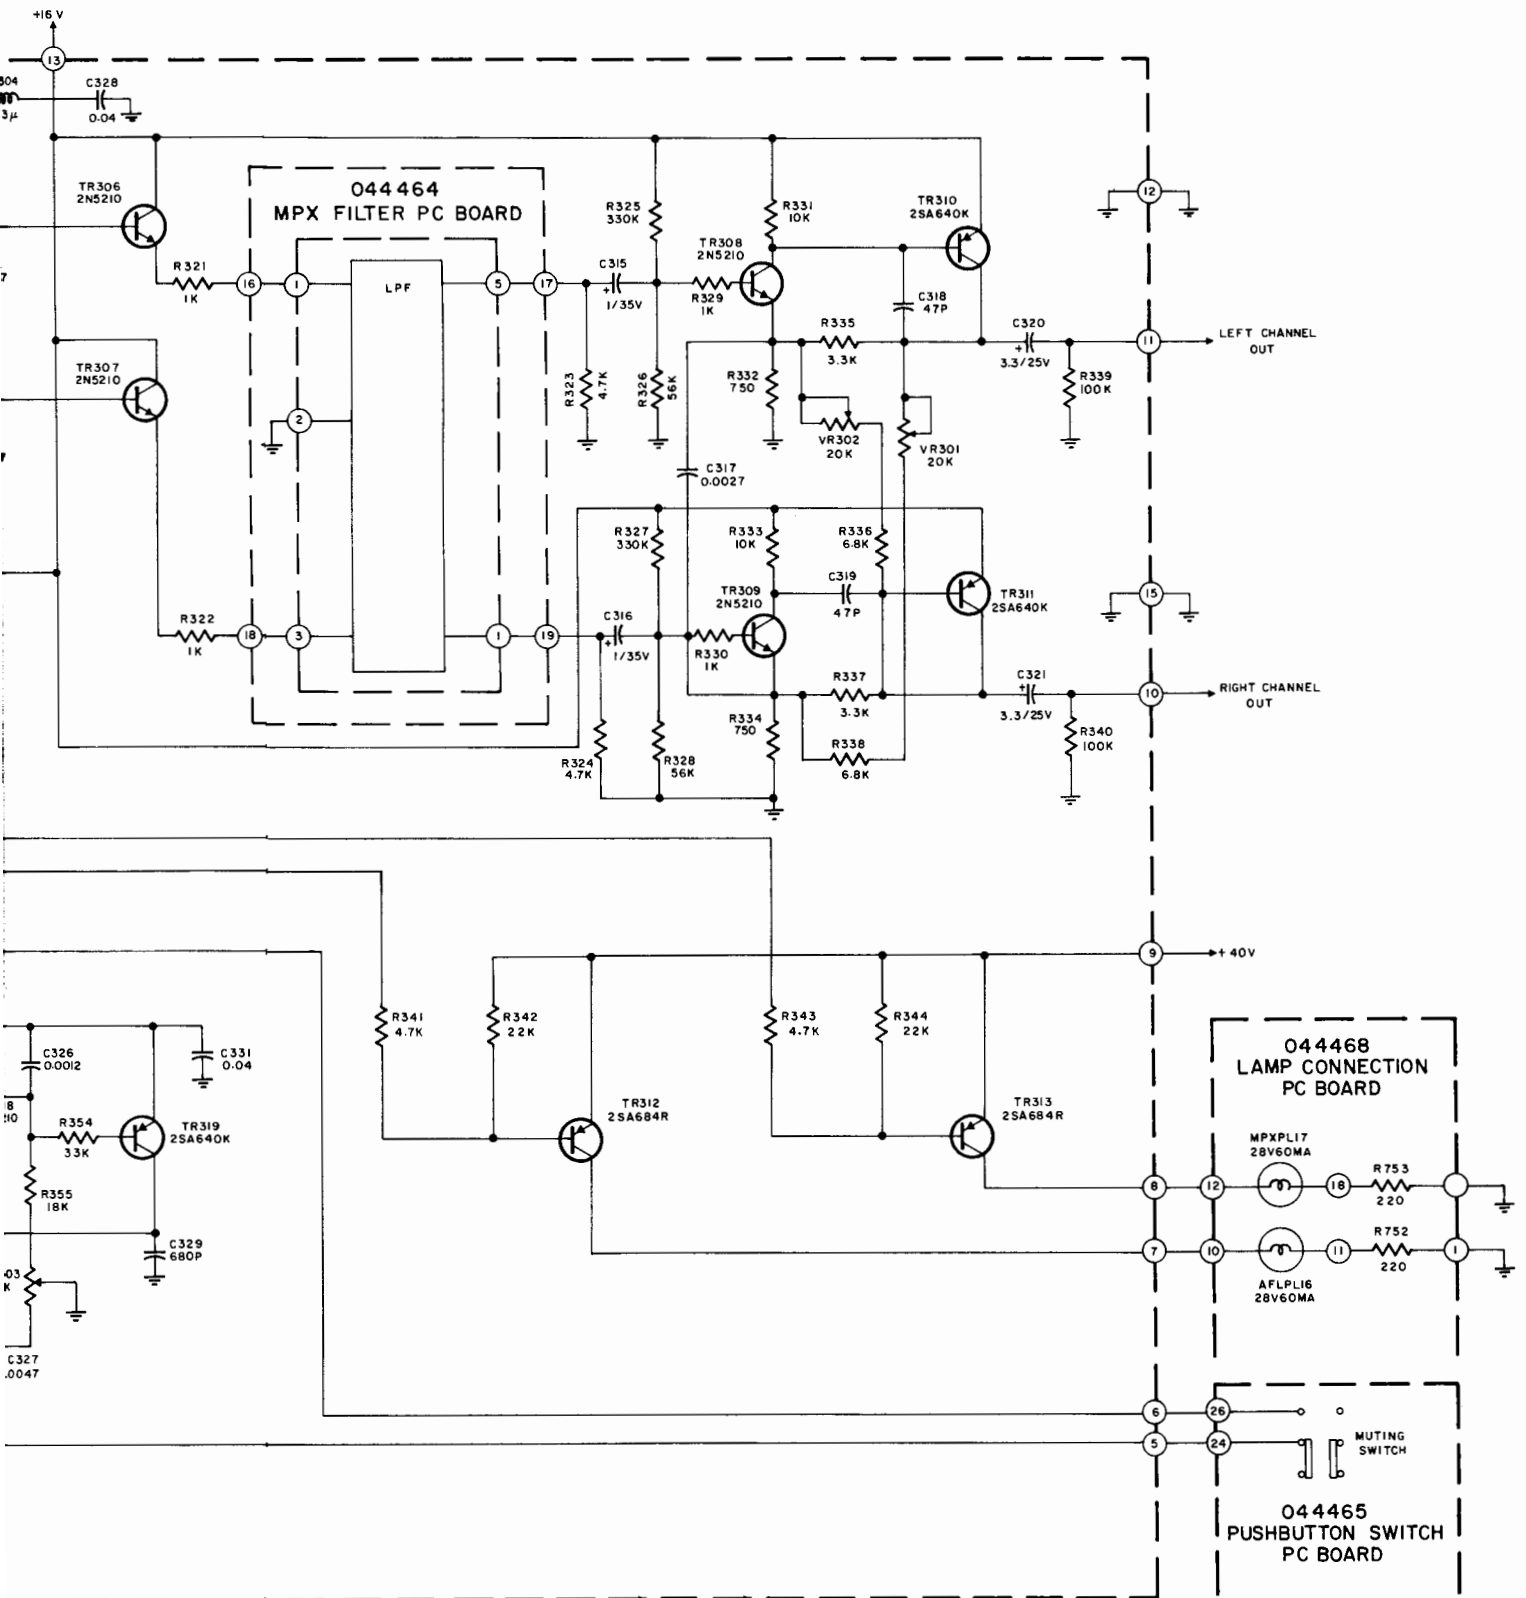 +16 V
13
304
3μ
C328
0.04
TR306
2N5210
044464
MPX FILTER PC BOARD
R321
1K
16
1
LPF
5
17
C315
+
1/35V
R325
330K
R331
10K
TR308
2N5210
R329
1K
TR310
2SA640K
C318
47P
12
R335
3.3K
C320
+
3.3/25V
11
LEFT CHANNEL
OUT
7
TR307
2N5210
2
R323
4.7K
R326
56K
R332
750
VR302
20K
VR301
20K
R339
100K
C317
0.0027
R327
330K
R333
10K
R336
6.8K
TR309
2N5210
C319
47P
TR311
2SA640K
15
R322
1K
18
3
1
19
C316
+
1/35V
R330
1K
R337
3.3K
C321
+
3.3/25V
10
RIGHT CHANNEL
OUT
R324
4.7K
R328
56K
R334
750
R338
6.8K
R340
100K
9
+40V
R341
4.7K
R342
22K
R343
4.7K
R344
22K
C326
0.0012
C331
0.04
8
210
R354
33K
TR319
2SA640K
TR312
2SA684R
TR313
2SA684R
044468
LAMP CONNECTION
PC BOARD
MPXPL17
28V60MA
8
12
18
R753
220
R355
18K
C329
680P
7
10
11
R752
220
1
AFLPL16
28V60MA
03
K
C327
.0047
6
26
5
24
MUTING
SWITCH
044465
PUSHBUTTON SWITCH
PC BOARD